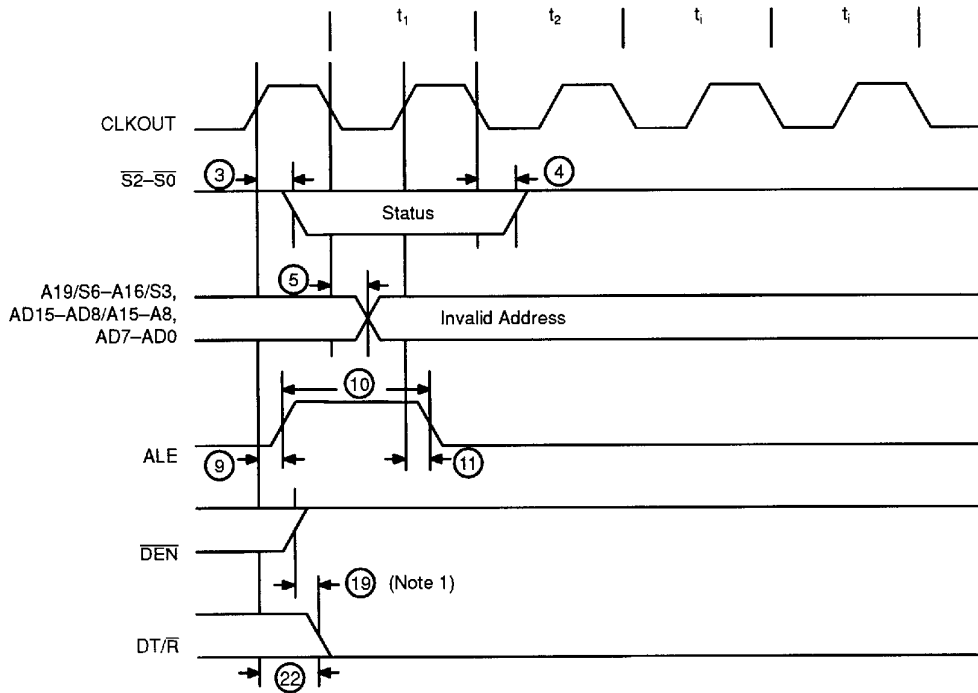 t1 t2 ti ti
CLKOUT
3 S2–S0 4
Status
5
A19/S6–A16/S3,
AD15–AD8/A15–A8,
AD7–AD0
Invalid Address
10
ALE
9 11
DEN
19 (Note 1)
DT/R
22